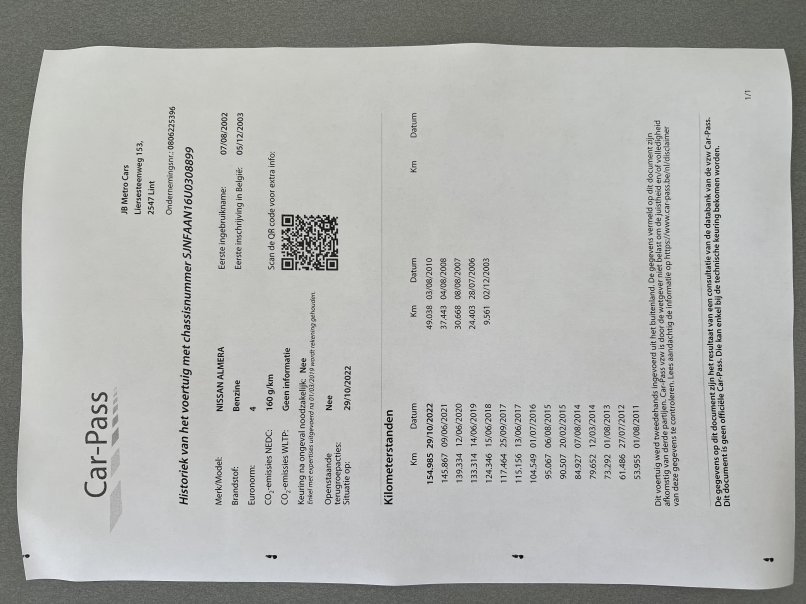 Car-Pass
JB Metro Cars
Liersesteenweg 153,
2547 Lint
Ondernemingsnr.: 0806225396
Historiek van het voertuig met chassisnummer SJNFAAN16U0308899
Merk/Model: NISSAN ALMERA
Brandstof: Benzine
Euronorm: 4
CO2-emissies NEDC: 160 g/km
CO2-emissies WLTP: Geen informatie
Keuring na ongeval noodzakelijk: Nee
Enkel met expertises uitgevoerd na 01/03/2019 wordt rekening gehouden.
Openstaande Nee
terugroepacties:
Situatie op: 29/10/2022
Eerste ingebruikname: 07/08/2002
Eerste inschrijving in België: 05/12/2003
Scan de QR code voor extra info:
Kilometerstanden
Km Datum
154.985 29/10/2022
145.867 09/06/2021
139.334 12/06/2020
133.314 14/06/2019
124.346 15/06/2018
117.464 25/09/2017
115.156 13/06/2017
104.549 01/07/2016
95.067 06/08/2015
90.507 20/02/2015
84.927 07/08/2014
79.652 12/03/2014
73.292 01/08/2013
61.486 27/07/2012
53.955 01/08/2011
Km Datum
49.038 03/08/2010
37.443 04/08/2008
30.668 08/08/2007
24.403 28/07/2006
9.561 02/12/2003
Km Datum
Dit voertuig werd tweedehands ingevoerd uit het buitenland. De gegevens vermeld op dit document zijn
afkomstig van derde partijen. Car-Pass vzw is door de wetgever niet belast om de juistheid en/of volledigheid
van deze gegevens te controleren. Lees aandachtig de informatie op https://www.car-pass.be/nl/disclaimer
De gegevens op dit document zijn het resultaat van een consultatie van de databank van de vzw Car-Pass.
Dit document is geen officiële Car-Pass. Die kan enkel bij de technische keuring bekomen worden.
1/1